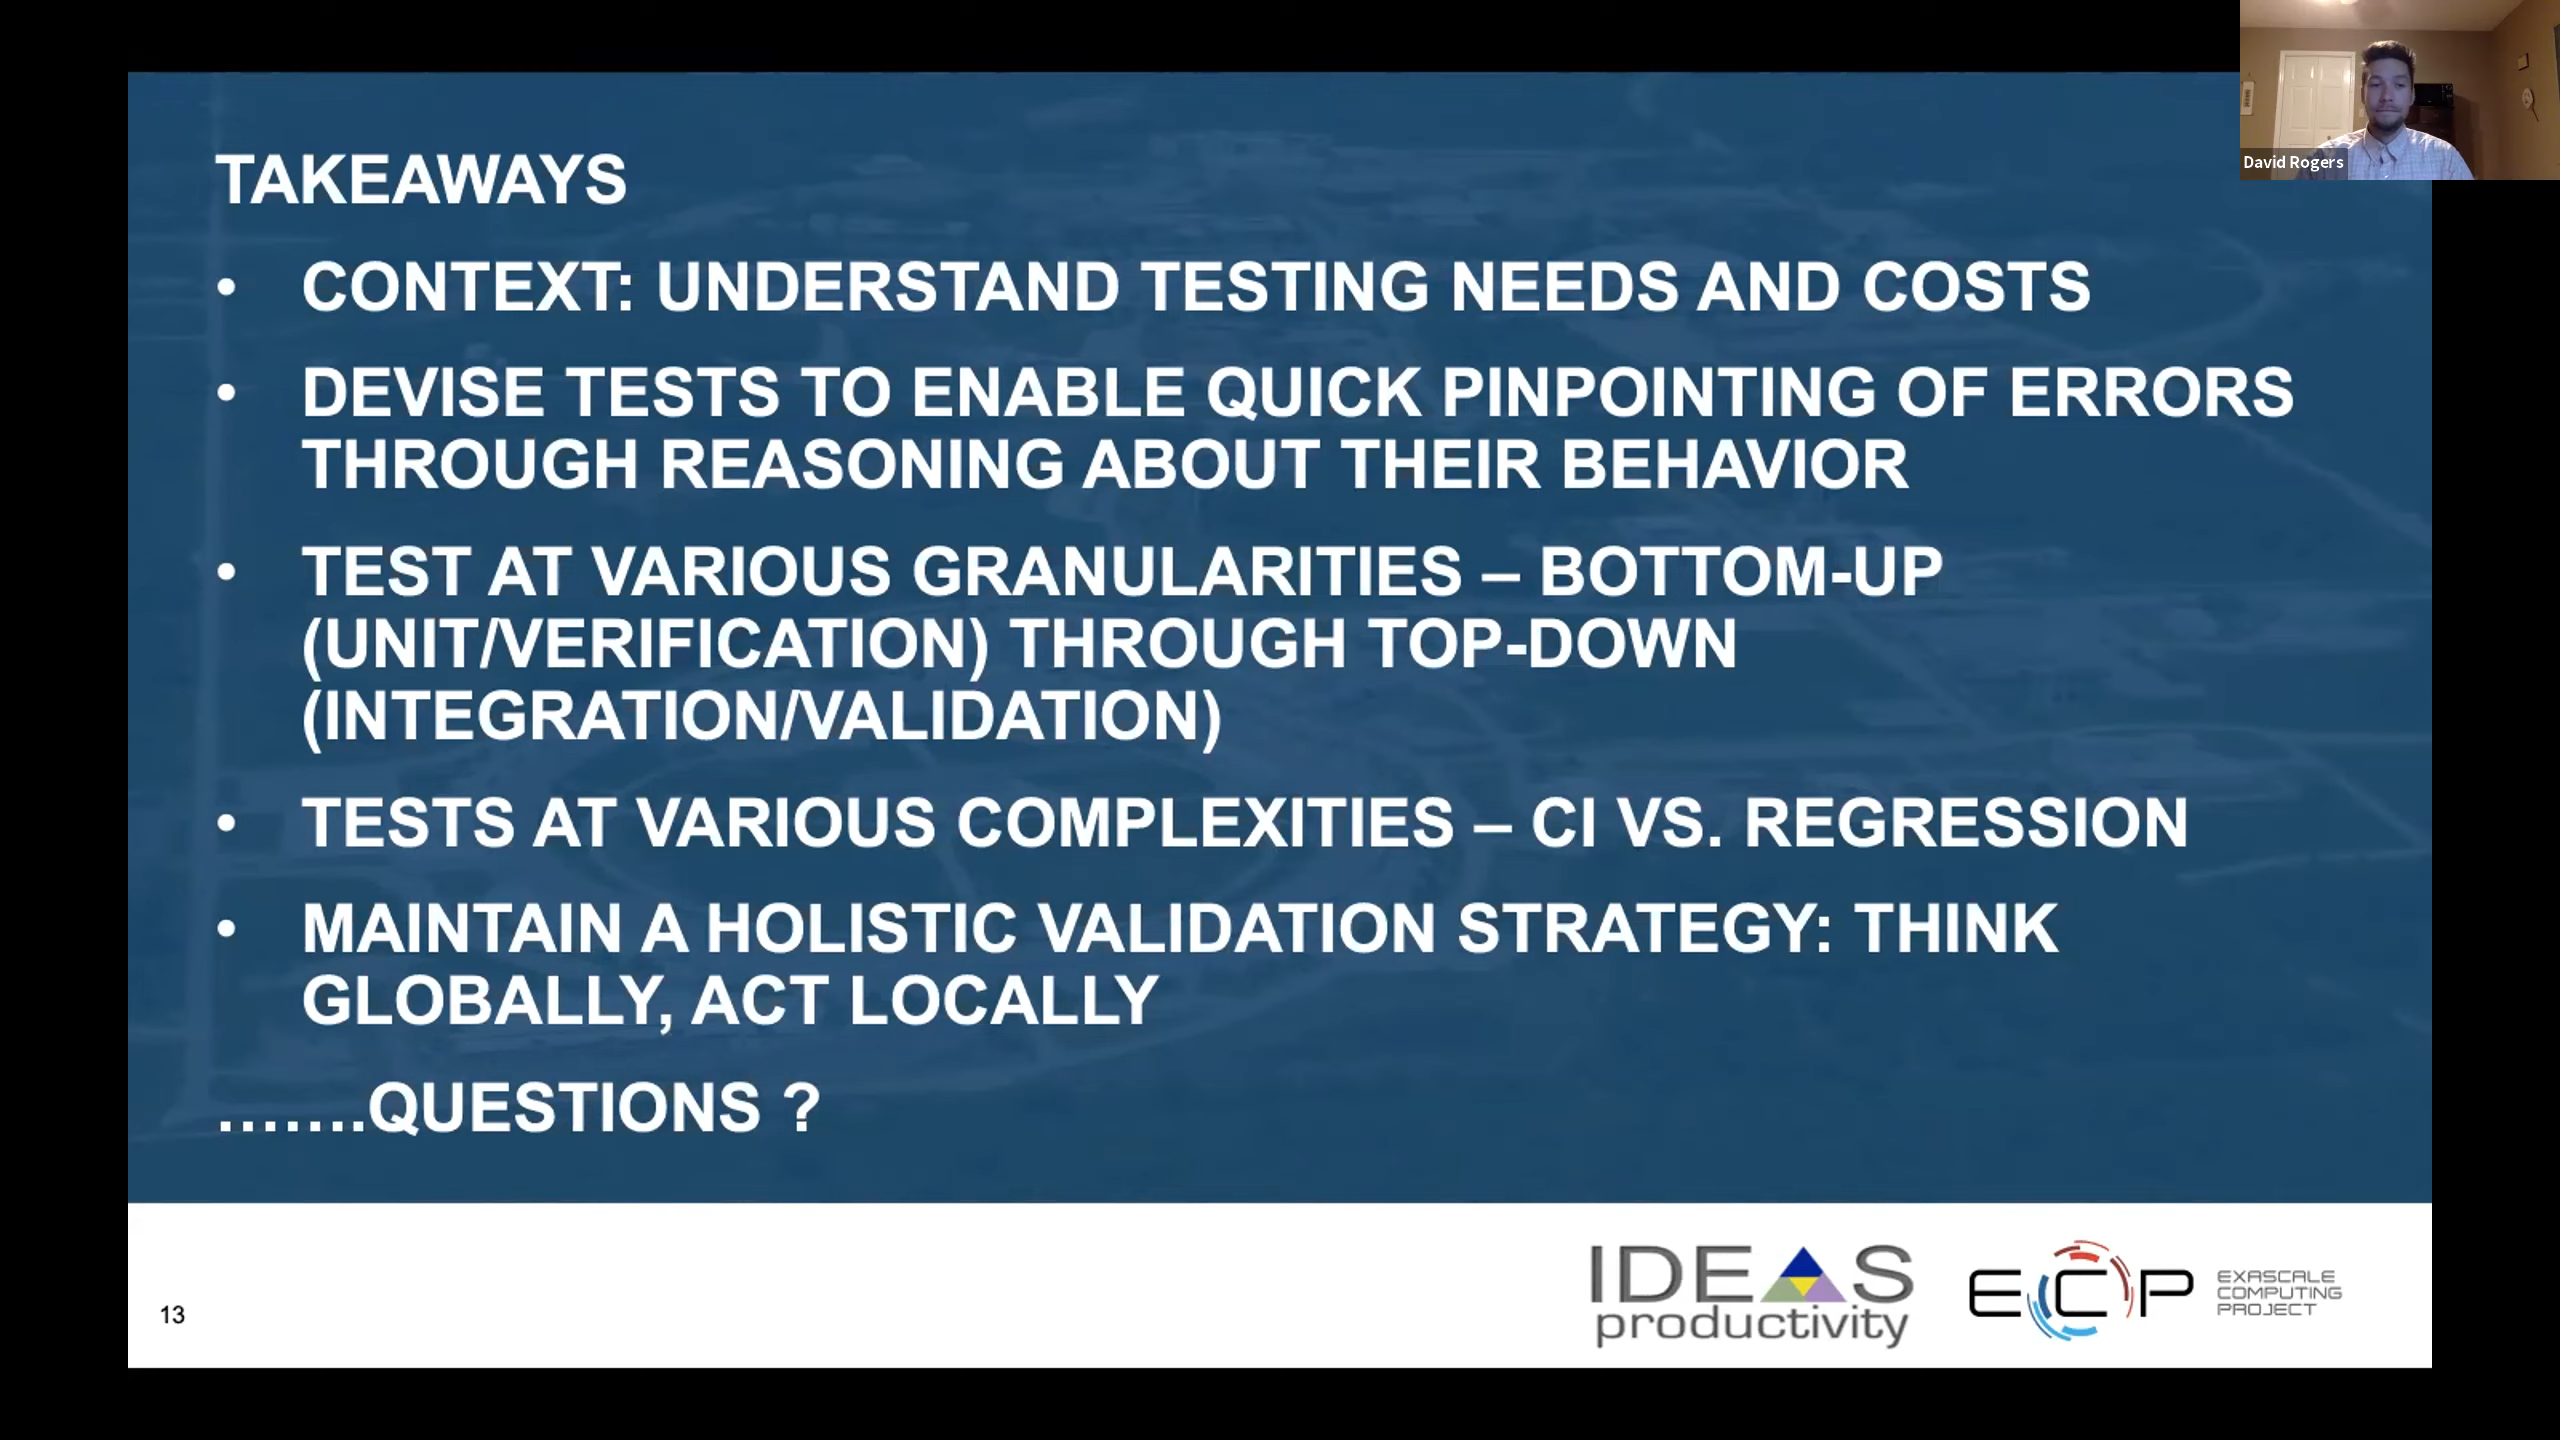 David Rogers
TAKEAWAYS
• CONTEXT: UNDERSTAND TESTING NEEDS AND COSTS
• DEVISE TESTS TO ENABLE QUICK PINPOINTING OF ERRORS
THROUGH REASONING ABOUT THEIR BEHAVIOR
• TEST AT VARIOUS GRANULARITIES – BOTTOM-UP
(UNIT/VERIFICATION) THROUGH TOP-DOWN
(INTEGRATION/VALIDATION)
• TESTS AT VARIOUS COMPLEXITIES – CI VS. REGRESSION
• MAINTAIN A HOLISTIC VALIDATION STRATEGY: THINK
GLOBALLY, ACT LOCALLY
.......QUESTIONS ?
13
IDEAS
productivity
ECP
EXASCALE
COMPUTING
PROJECT